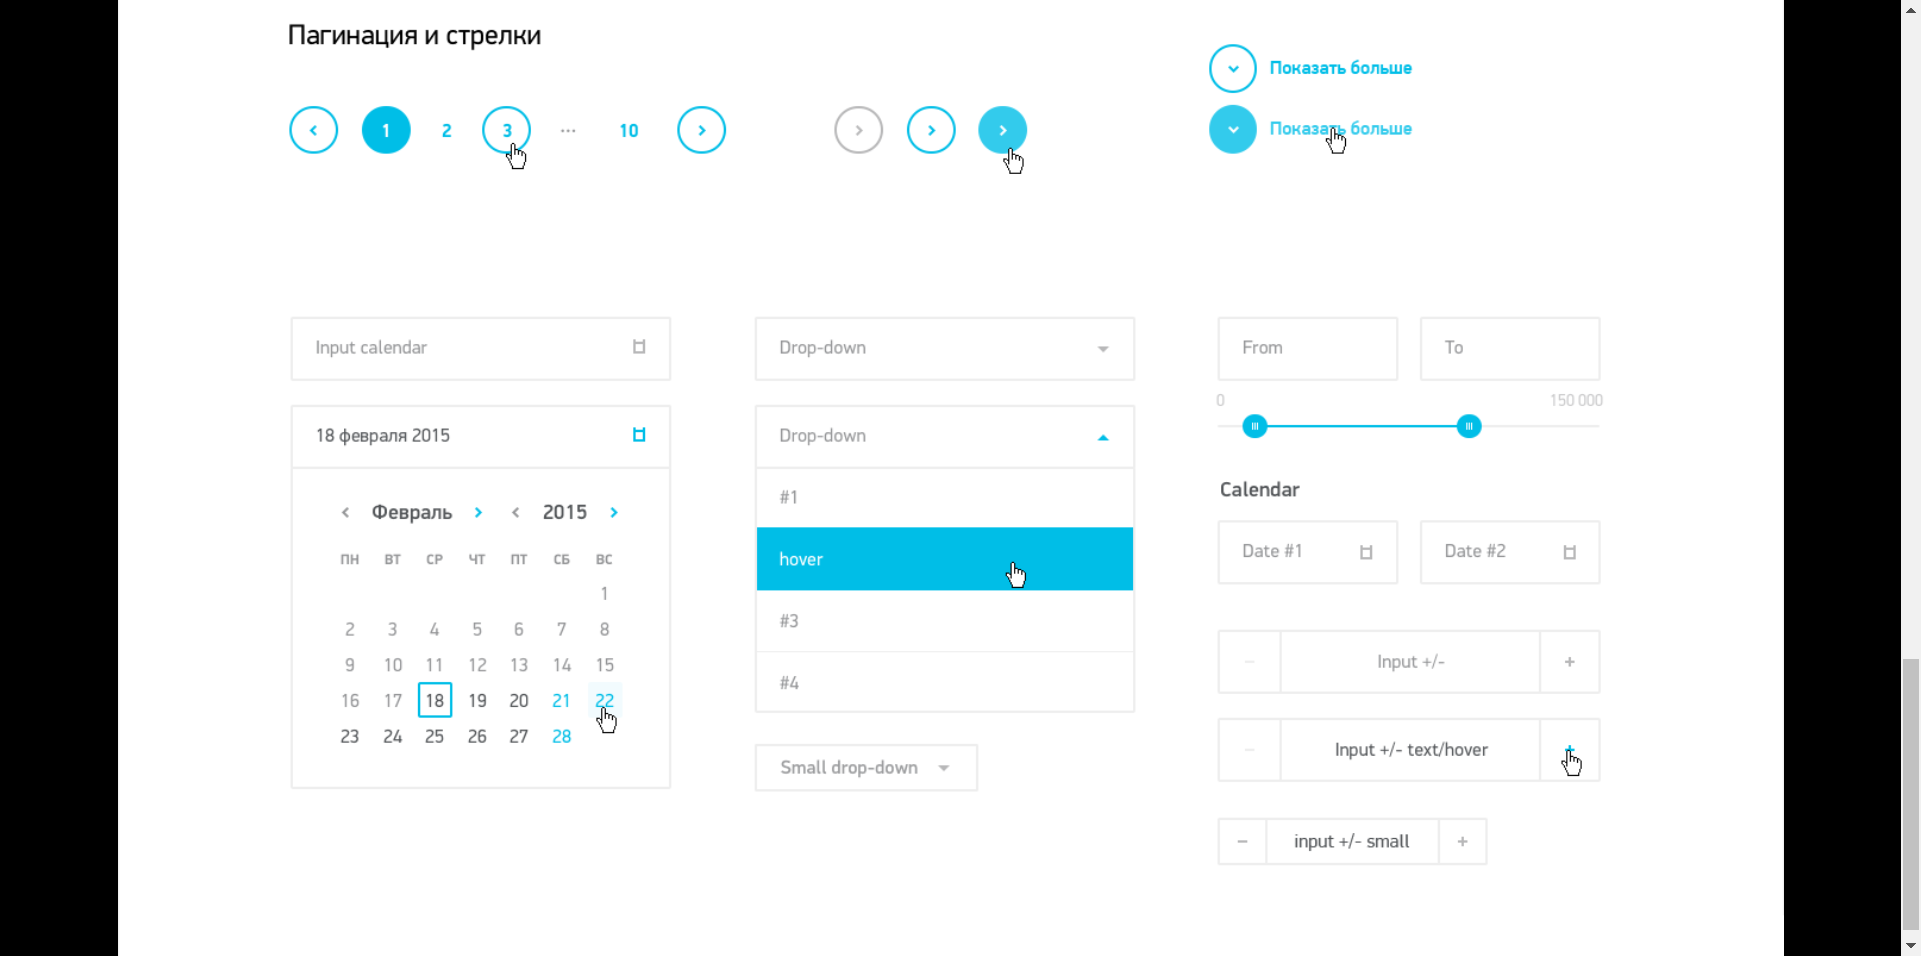 Пагинация и стрелки
1 2 3 ... 10
Показать больше
Показать больше
Input calendar
18 февраля 2015
Февраль 2015
ПН ВТ СР ЧТ ПТ СБ ВС
1
2 3 4 5 6 7 8
9 10 11 12 13 14 15
16 17 18 19 20 21 22
23 24 25 26 27 28
Drop-down
Drop-down
#1
hover
#3
#4
Small drop-down
From To
0 150 000
Calendar
Date #1 Date #2
− Input +/- +
− Input +/- text/hover +
− input +/- small +